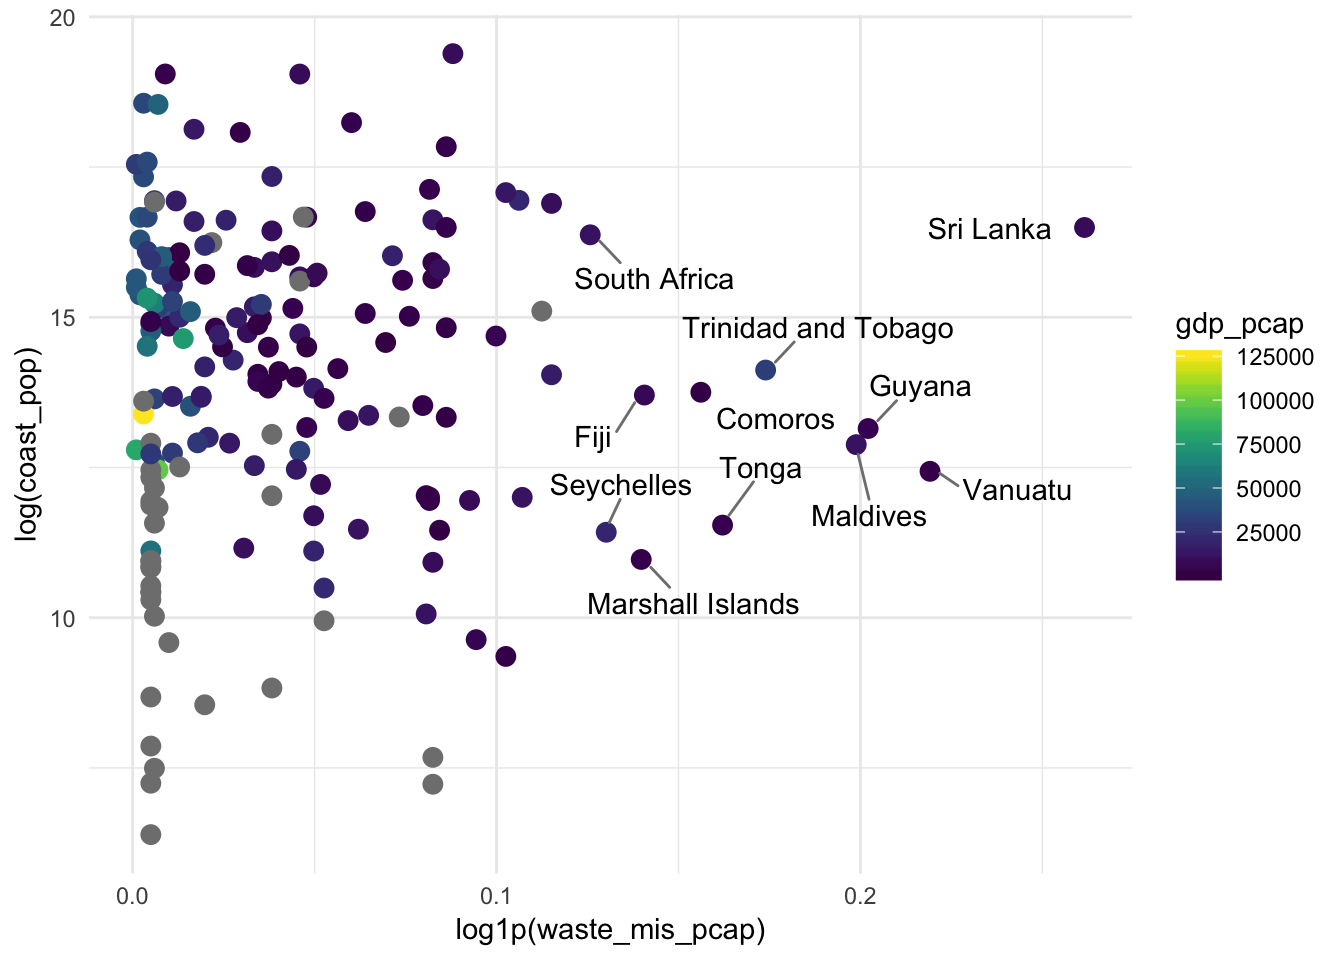 20
15
10
log(coast_pop)
Sri Lanka
South Africa
Trinidad and Tobago
Guyana
Comoros
Fiji
Tonga
Seychelles
Vanuatu
Maldives
Marshall Islands
0.0
0.1
0.2
log1p(waste_mis_pcap)
gdp_pcap
125000
100000
75000
50000
25000